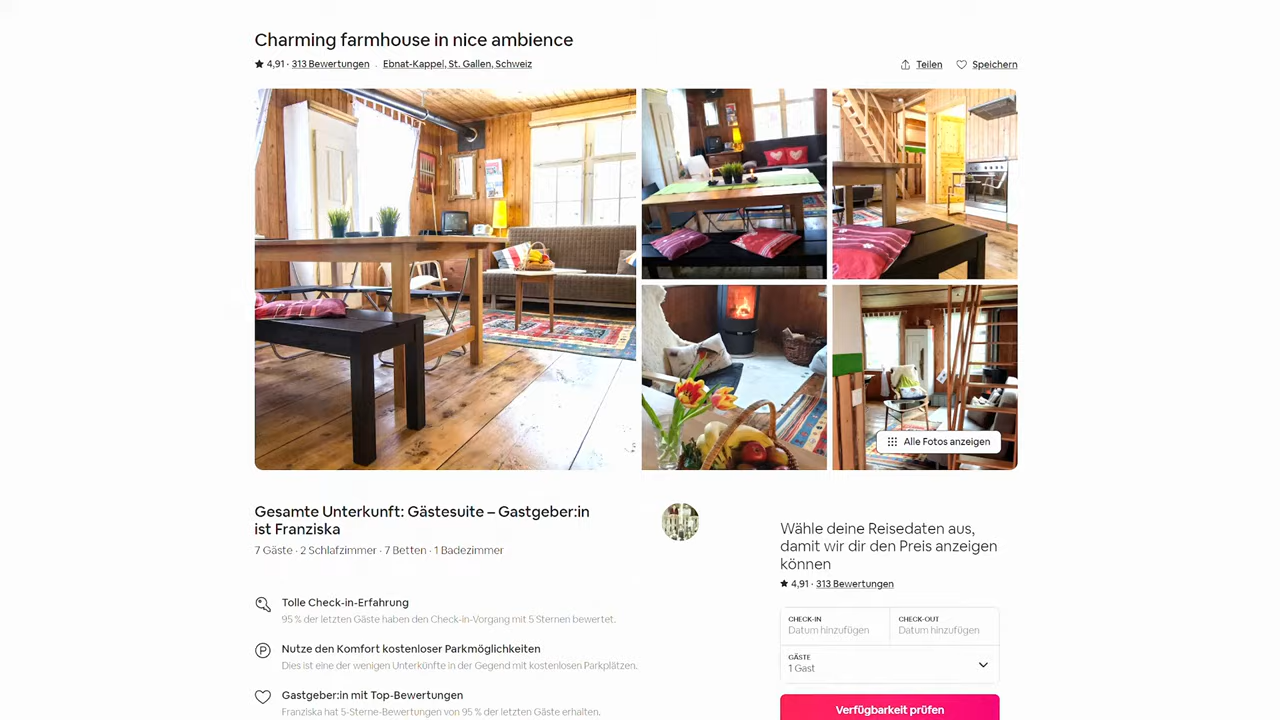 Charming farmhouse in nice ambience
4,91 · 313 Bewertungen . Ebnat-Kappel, St. Gallen, Schweiz
Teilen Speichern
Alle Fotos anzeigen
Gesamte Unterkunft: Gästesuite – Gastgeber:in
ist Franziska
7 Gäste · 2 Schlafzimmer · 7 Betten · 1 Badezimmer
Tolle Check-in-Erfahrung
95 % der letzten Gäste haben den Check-in-Vorgang mit 5 Sternen bewertet.
Nutze den Komfort kostenloser Parkmöglichkeiten
Dies ist eine der wenigen Unterkünfte in der Gegend mit kostenlosen Parkplätzen.
Gastgeber:in mit Top-Bewertungen
Franziska hat 5-Sterne-Bewertungen von 95 % der letzten Gäste erhalten.
Wähle deine Reisedaten aus,
damit wir dir den Preis anzeigen
können
4,91 · 313 Bewertungen
CHECK-IN
Datum hinzufügen
CHECK-OUT
Datum hinzufügen
GÄSTE
1 Gast
Verfügbarkeit prüfen